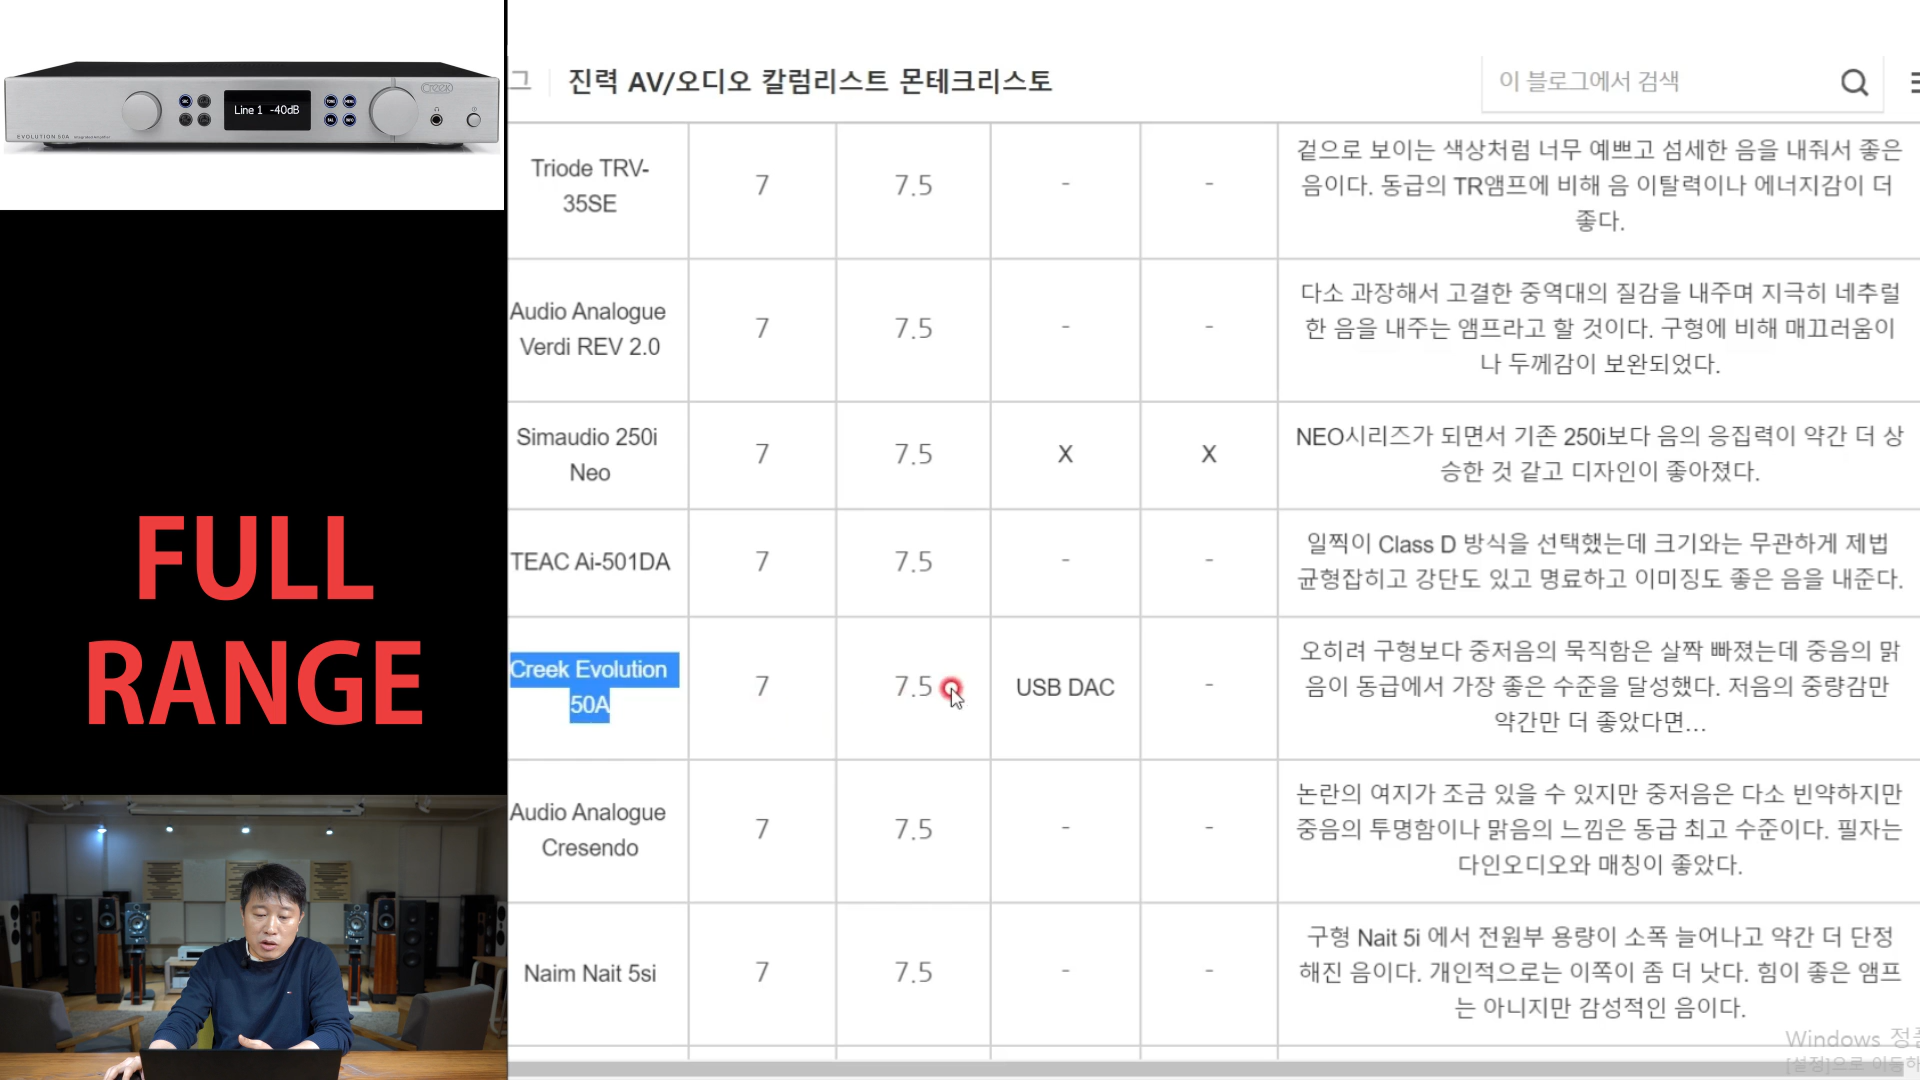 Line 1 -40dB
EVOLUTION 50A
Creek
FULL
RANGE
그
진력 AV/오디오 칼럼리스트 몬테크리스토
이 블로그에서 검색
Triode TRV-
35SE
7
7.5
-
-
겉으로 보이는 색상처럼 너무 예쁘고 섬세한 음을 내줘서 좋은
음이다. 동급의 TR앰프에 비해 음 이탈력이나 에너지감이 더
좋다.
Audio Analogue
Verdi REV 2.0
7
7.5
-
-
다소 과장해서 고결한 중역대의 질감을 내주며 지극히 네추럴
한 음을 내주는 앰프라고 할 것이다. 구형에 비해 매끄러움이
나 두께감이 보완되었다.
Simaudio 250i
Neo
7
7.5
X
X
NEO시리즈가 되면서 기존 250i보다 음의 응집력이 약간 더 상
승한 것 같고 디자인이 좋아졌다.
TEAC Ai-501DA
7
7.5
-
-
일찍이 Class D 방식을 선택했는데 크기와는 무관하게 제법
균형잡히고 강단도 있고 명료하고 이미징도 좋은 음을 내준다.
Creek Evolution
50A
7
7.5
USB DAC
-
오히려 구형보다 중저음의 묵직함은 살짝 빠졌는데 중음의 맑
음이 동급에서 가장 좋은 수준을 달성했다. 저음의 중량감만
약간만 더 좋았다면...
Audio Analogue
Cresendo
7
7.5
-
-
논란의 여지가 조금 있을 수 있지만 중저음은 다소 빈약하지만
중음의 투명함이나 맑음의 느낌은 동급 최고 수준이다. 필자는
다인오디오와 매칭이 좋았다.
Naim Nait 5si
7
7.5
-
-
구형 Nait 5i 에서 전원부 용량이 소폭 늘어나고 약간 더 단정
해진 음이다. 개인적으로는 이쪽이 좀 더 낫다. 힘이 좋은 앰프
는 아니지만 감성적인 음이다.
Windows 정품
[설정]으로 이동하